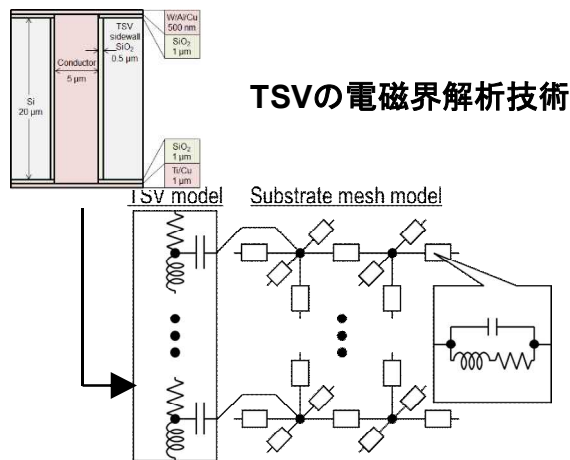 W/Al/Cu
500 nm
SiO2
1 μm
TSV
sidewall
SiO2
0.5 μm
Conductor
5 μm
Si
20 μm
SiO2
1 μm
Ti/Cu
1 μm
TSVの電磁界解析技術
TSV model
Substrate mesh model